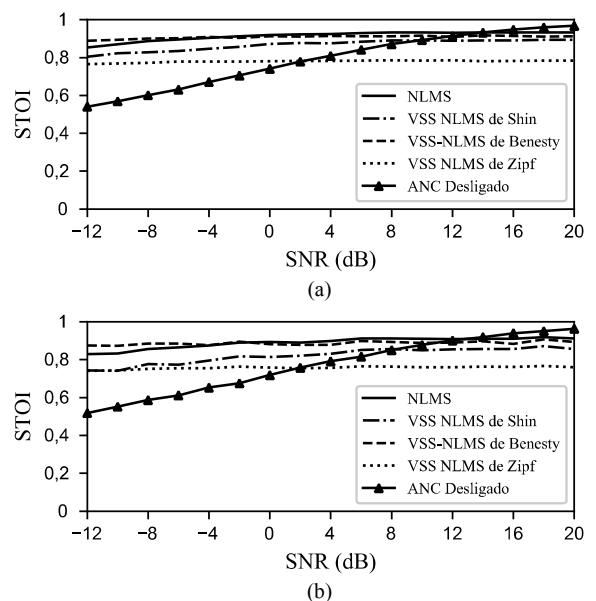 1
0,8
0,6
0,4
0,2
0
STOI
NLMS
VSS NLMS de Shin
VSS-NLMS de Benesty
VSS NLMS de Zipf
ANC Desligado
−12 −8 −4 0 4 8 12 16 20
SNR (dB)
(a)
1
0,8
0,6
0,4
0,2
0
STOI
NLMS
VSS NLMS de Shin
VSS-NLMS de Benesty
VSS NLMS de Zipf
ANC Desligado
−12 −8 −4 0 4 8 12 16 20
SNR (dB)
(b)